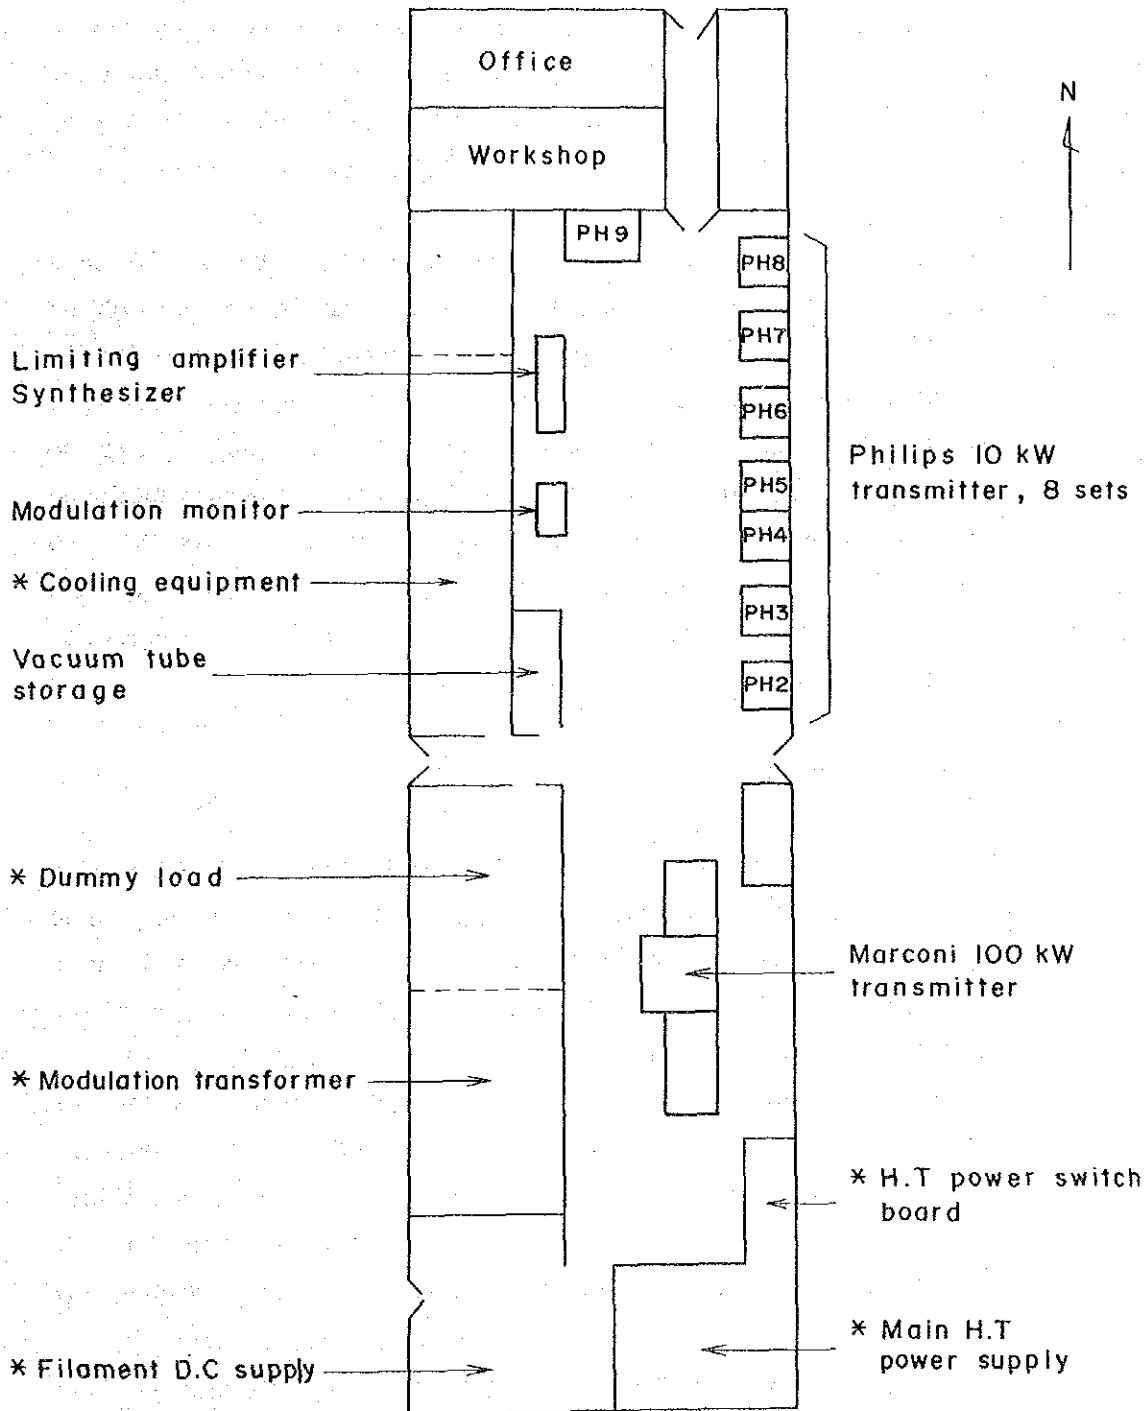 Office
N
Workshop
PH9
PH8
PH7
Limiting amplifier
Synthesizer
PH6
Philips 10 kW
transmitter, 8 sets
PH5
Modulation monitor
PH4
* Cooling equipment
PH3
Vacuum tube
storage
PH2
* Dummy load
Marconi 100 kW
transmitter
* Modulation transformer
* H.T power switch
board
* Main H.T
power supply
* Filament D.C supply